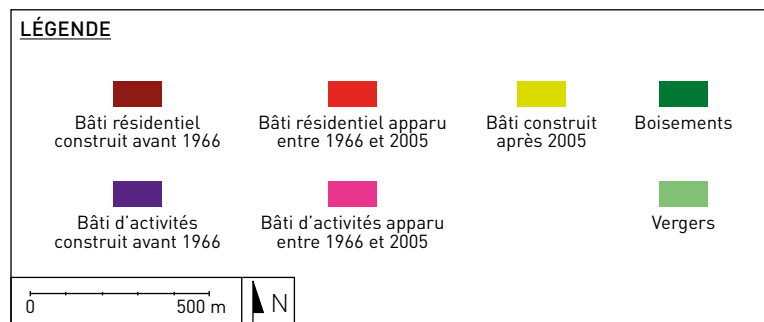 LÉGENDE
Bâti résidentiel
construit avant 1966
Bâti résidentiel apparu
entre 1966 et 2005
Bâti construit
après 2005
Boisements
Bâti d’activités
construit avant 1966
Bâti d’activités apparu
entre 1966 et 2005
Vergers
0 500 m
N